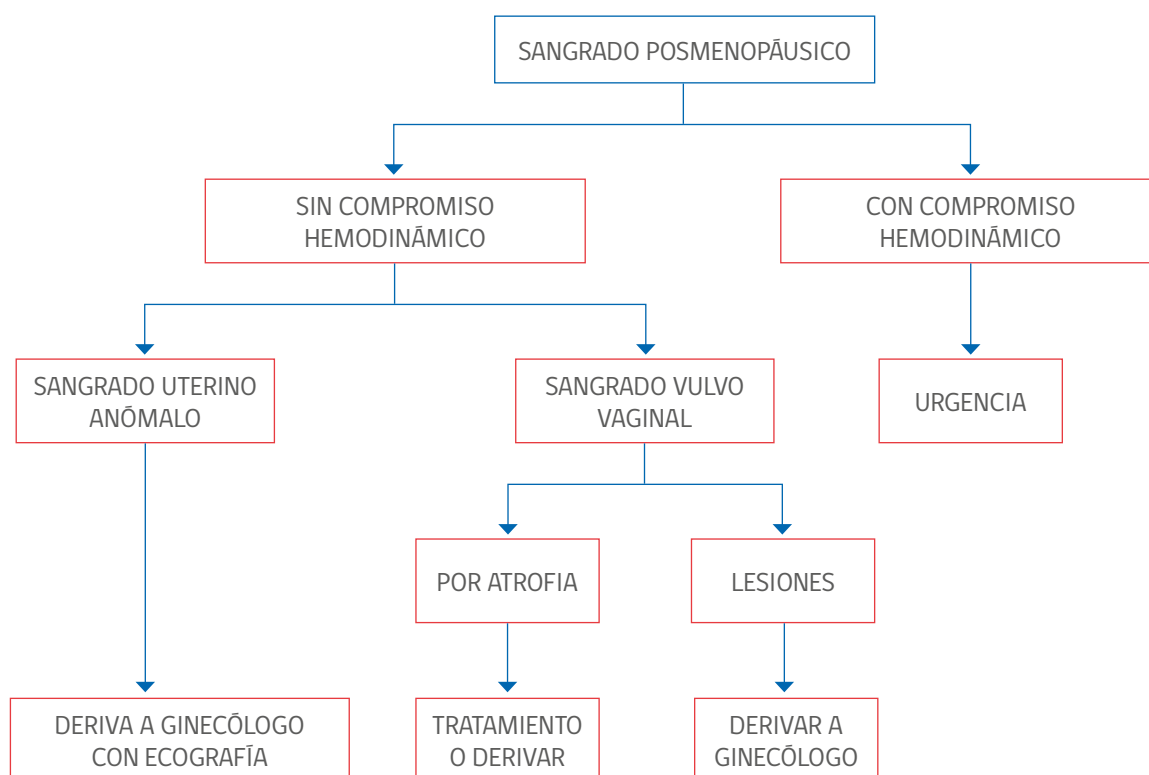 SANGRADO POSMENOPÁUSICO
SIN COMPROMISO
HEMODINÁMICO
CON COMPROMISO
HEMODINÁMICO
SANGRADO UTERINO
ANÓMALO
SANGRADO VULVO
VAGINAL
URGENCIA
POR ATROFIA
LESIONES
DERIVA A GINECÓLOGO
CON ECOGRAFÍA
TRATAMIENTO
O DERIVAR
DERIVAR A
GINECÓLOGO